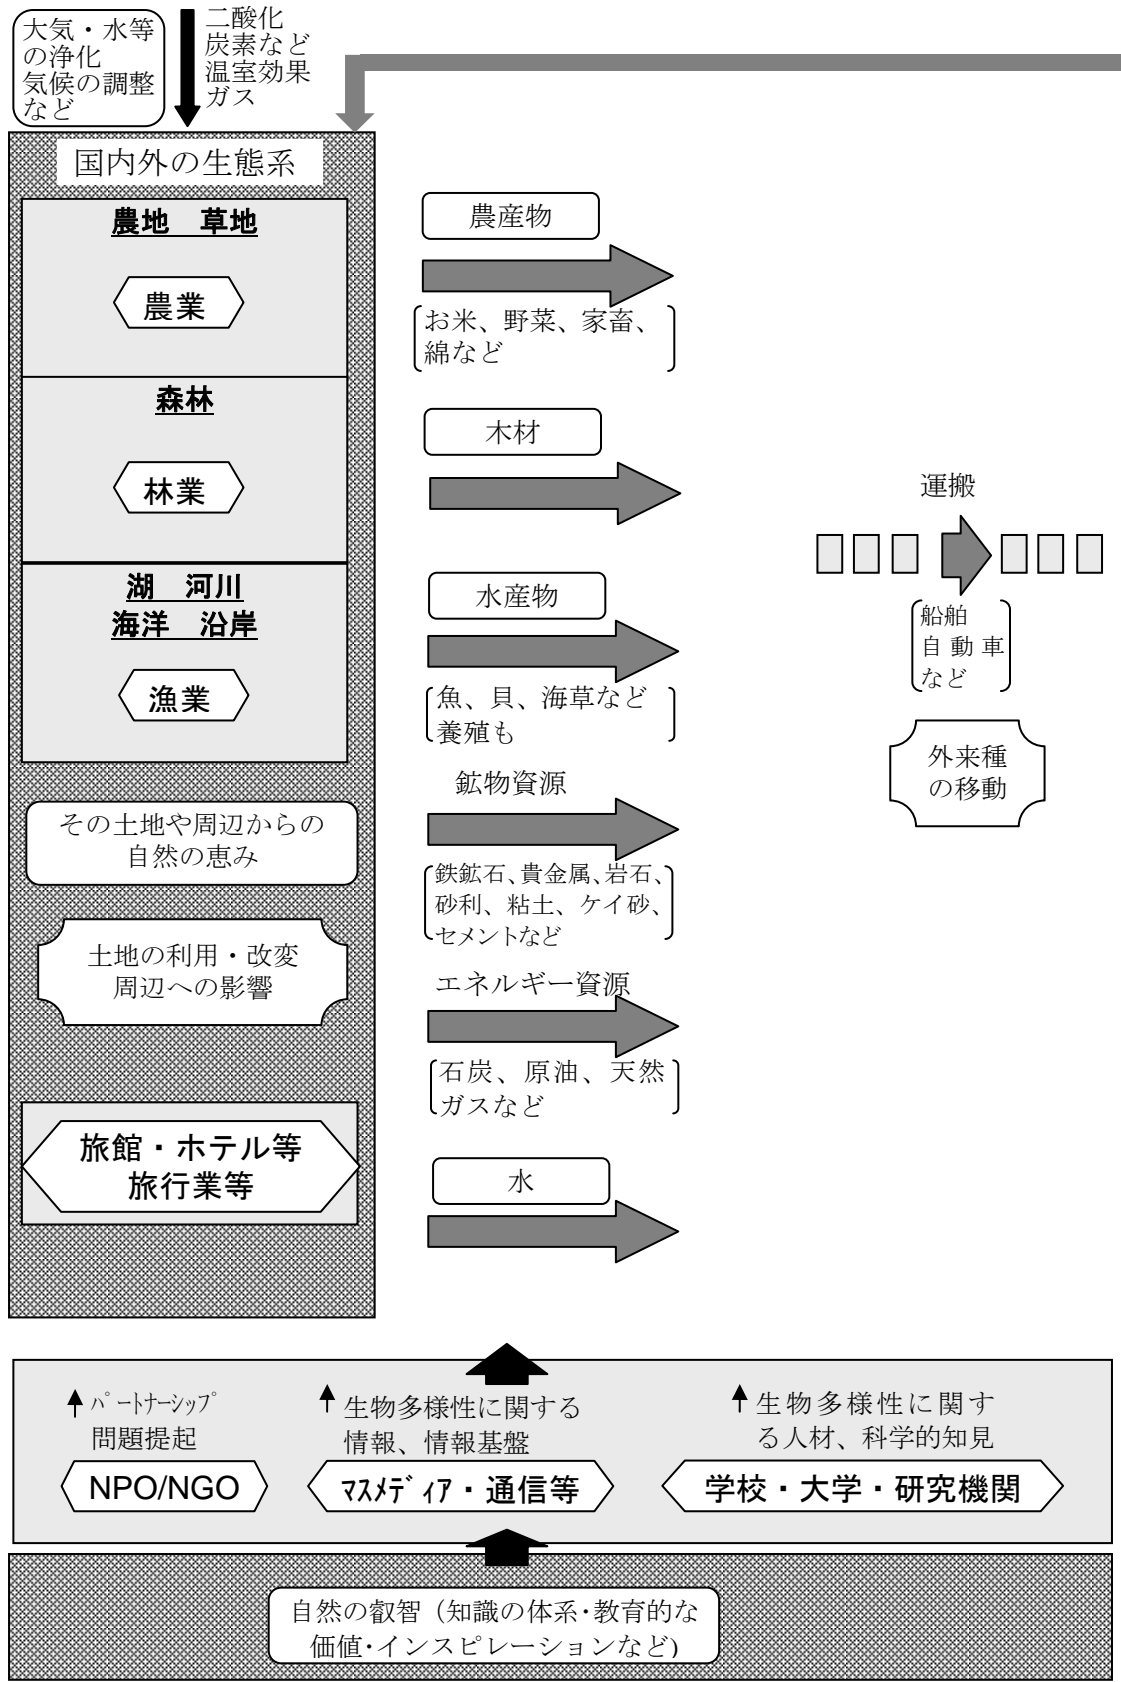 大気・水等
の浄化
気候の調整
など
二酸化
炭素など
温室効果
ガス
国内外の生態系
農地　草地
農業
森林
林業
湖　河川
海洋　沿岸
漁業
その土地や周辺からの
自然の恵み
土地の利用・改変
周辺への影響
旅館・ホテル等
旅行業等
農産物
お米、野菜、家畜、
綿など
木材
水産物
魚、貝、海草など
養殖も
鉱物資源
鉄鉱石、貴金属、岩石、
砂利、粘土、ケイ砂、
セメントなど
エネルギー資源
石炭、原油、天然
ガスなど
水
運搬
船舶
自動車
など
外来種
の移動
ﾊﾟｰﾄﾅｰｼｯﾌﾟ
問題提起
NPO/NGO
生物多様性に関する
情報、情報基盤
ﾏｽﾒﾃﾞｨｱ・通信等
生物多様性に関す
る人材、科学的知見
学校・大学・研究機関
自然の叡智（知識の体系･教育的な
価値･インスピレーションなど)